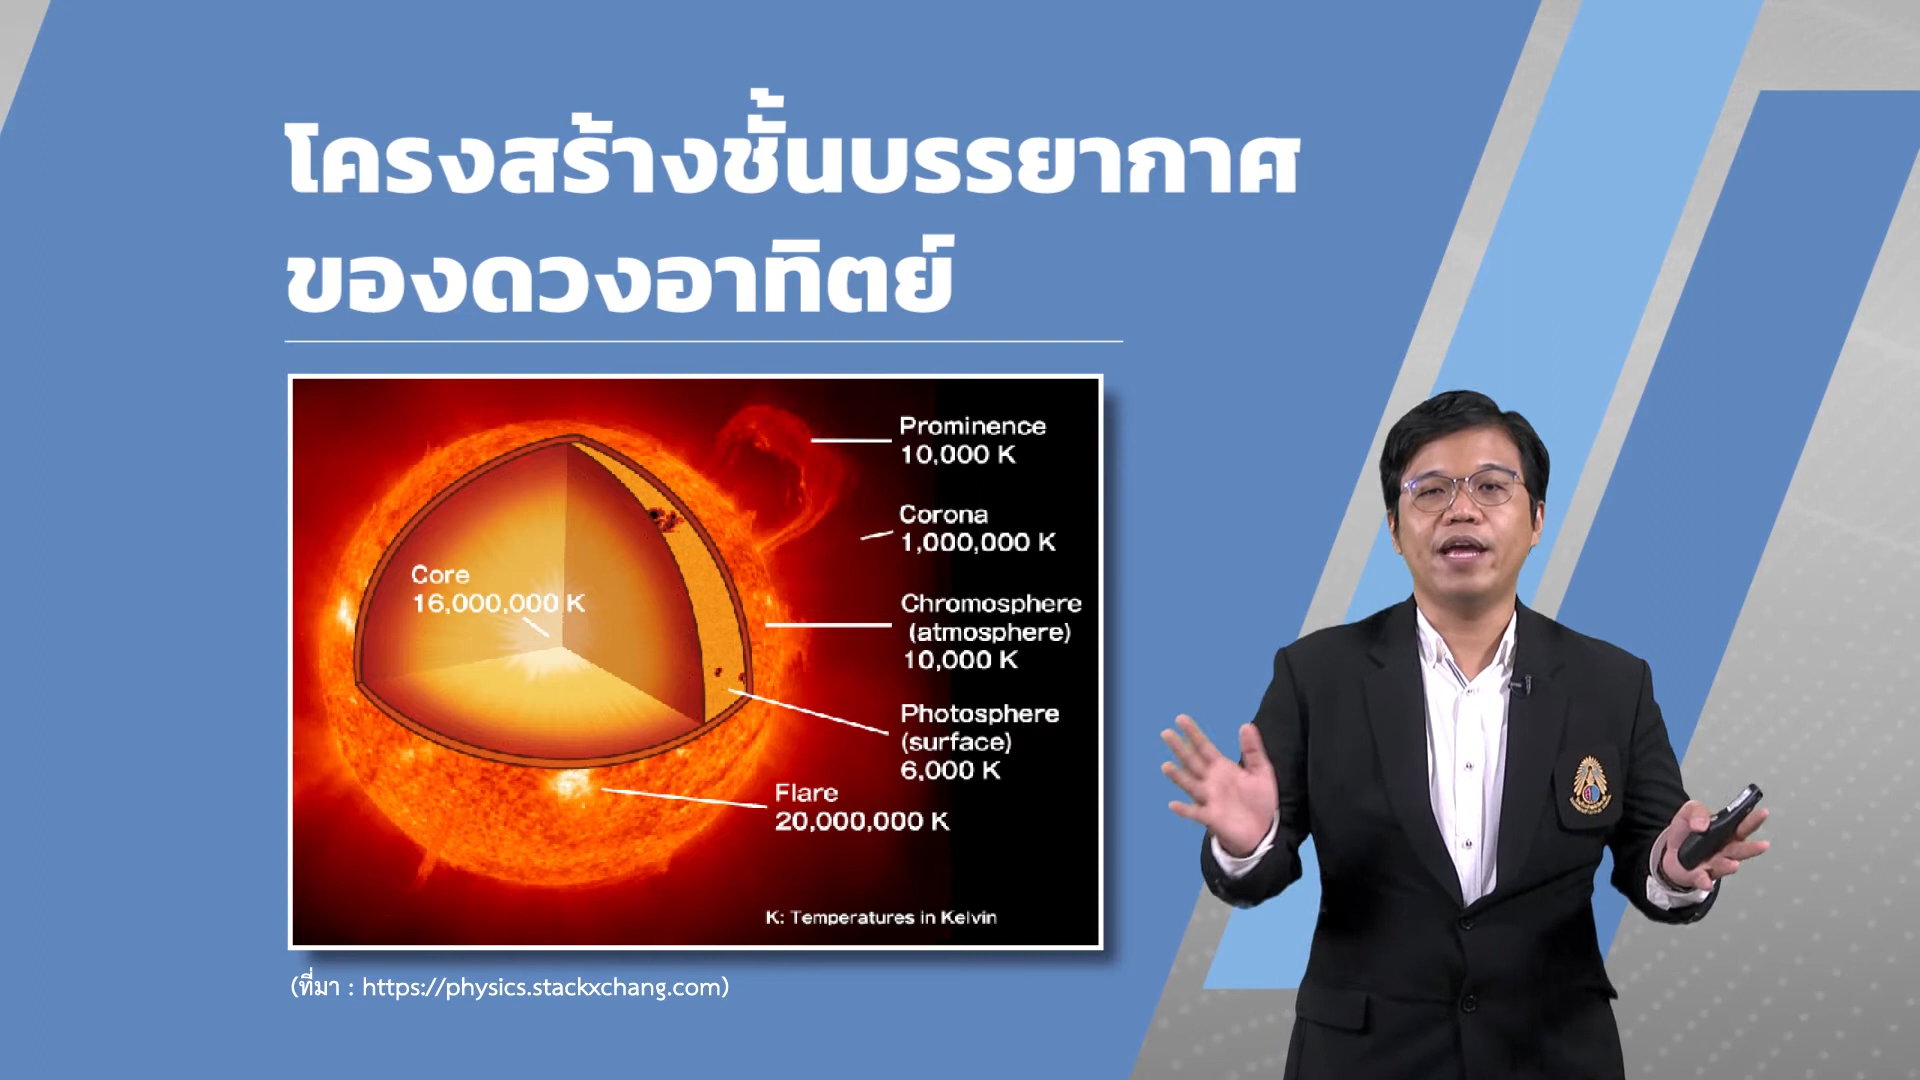 โครงสร้างชั้นบรรยากาศ
ของดวงอาทิตย์
Prominence
10,000 K
Corona
1,000,000 K
Core
16,000,000 K
Chromosphere
(atmosphere)
10,000 K
Photosphere
(surface)
6,000 K
Flare
20,000,000 K
K: Temperatures in Kelvin
(ที่มา : https://physics.stackxchang.com)